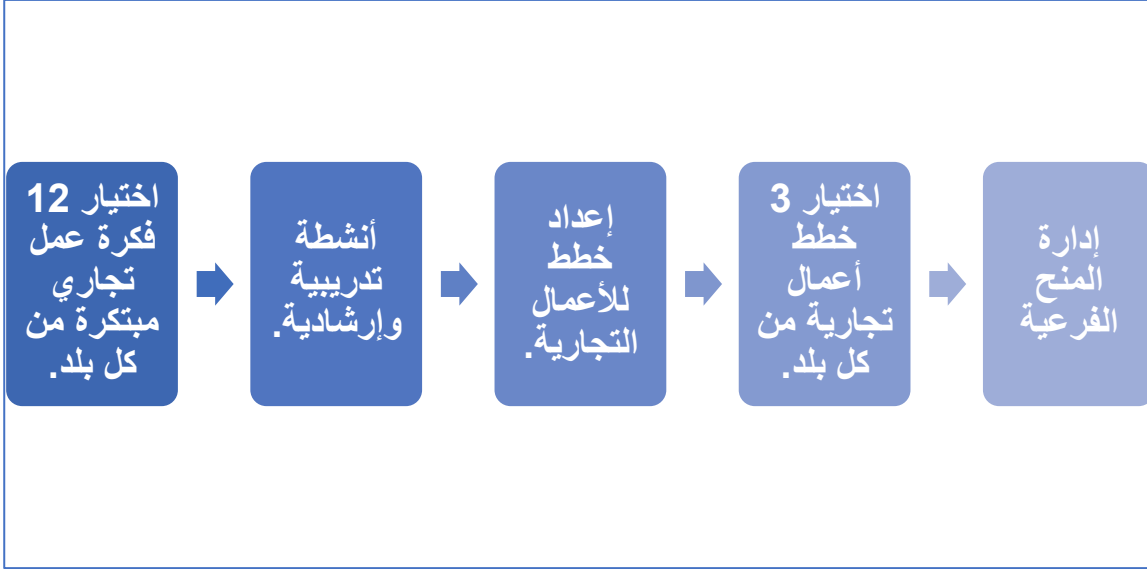 اختيار 12
فكرة عمل
تجاري
مبتكرة من
كل بلد.
أنشطة
تدريبية
وإرشادية.
إعداد
خطط
للأعمال
التجارية.
اختيار 3
خطط
أعمال
تجارية من
كل بلد.
إدارة
المنح
الفرعية